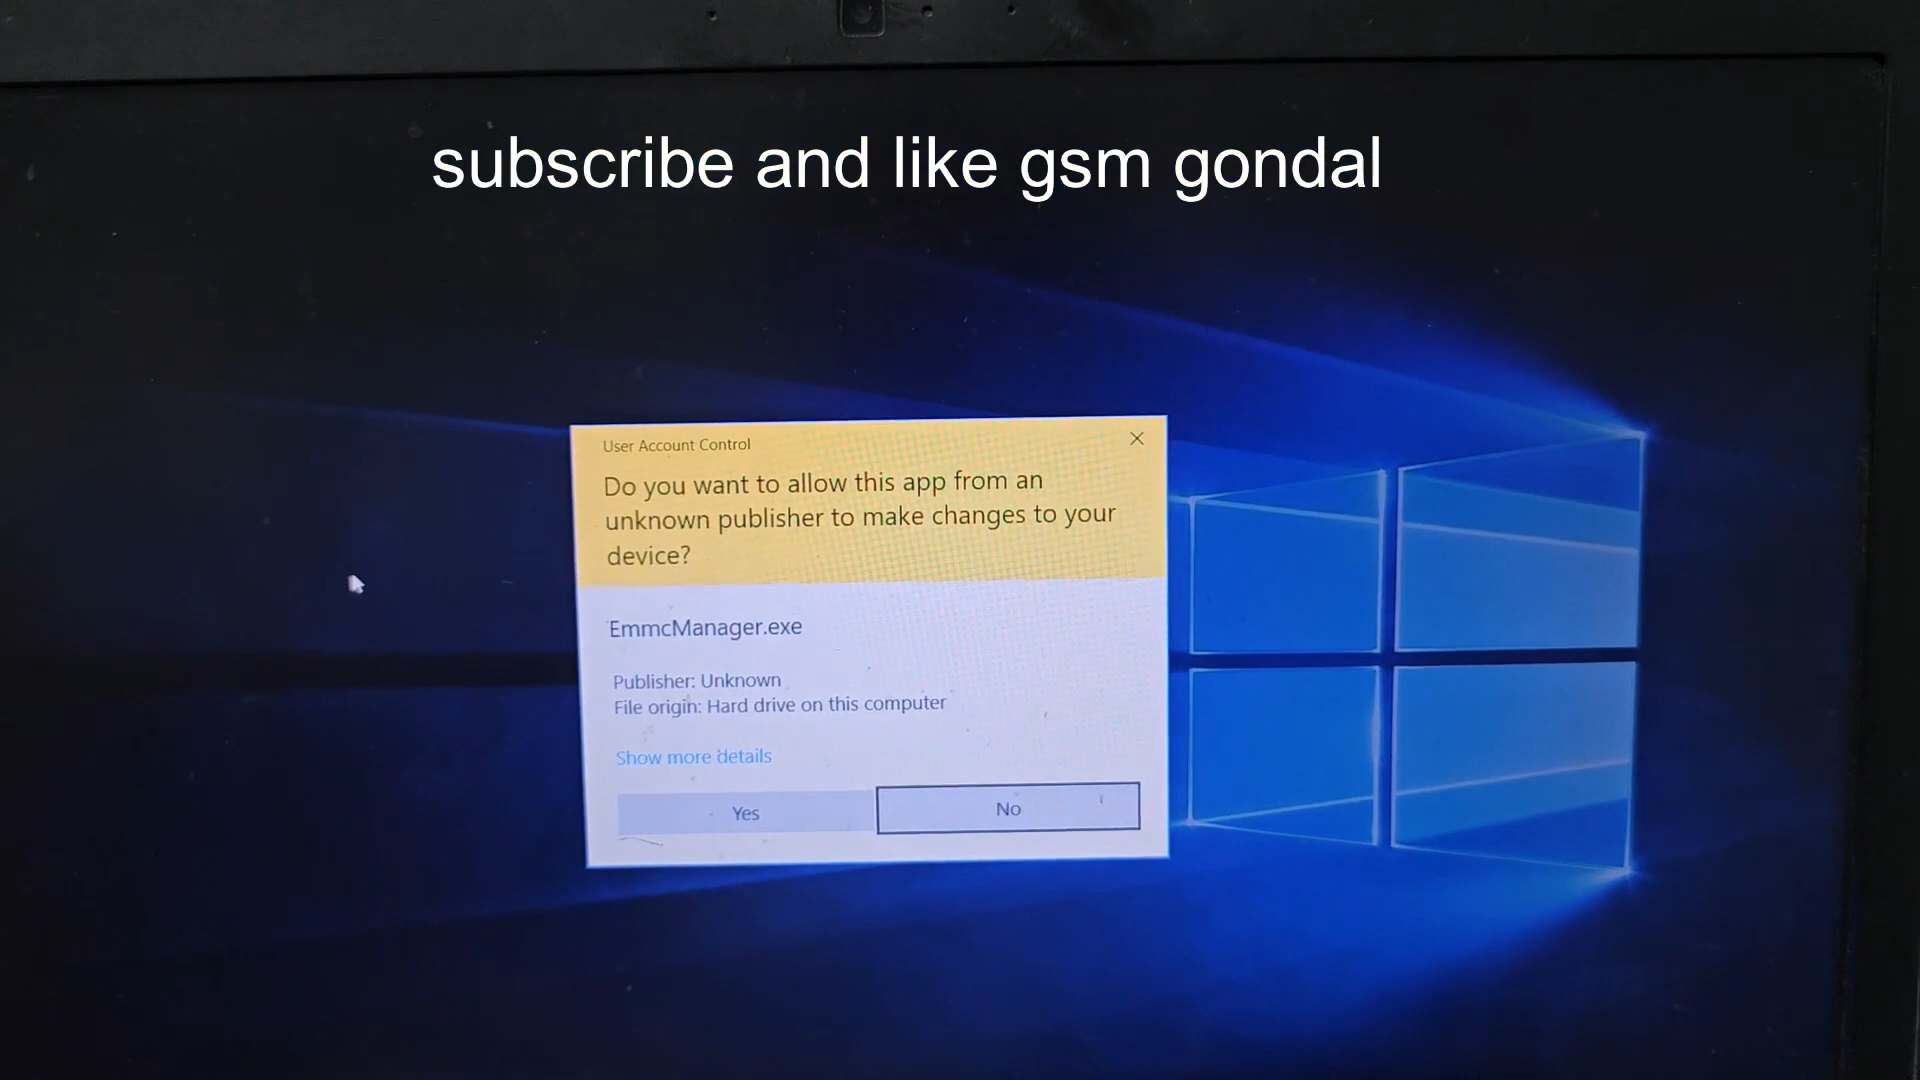 subscribe and like gsm gondal
User Account Control
Do you want to allow this app from an
unknown publisher to make changes to your
device?
EmmcManager.exe
Publisher: Unknown
File origin: Hard drive on this computer
Show more details
Yes
No